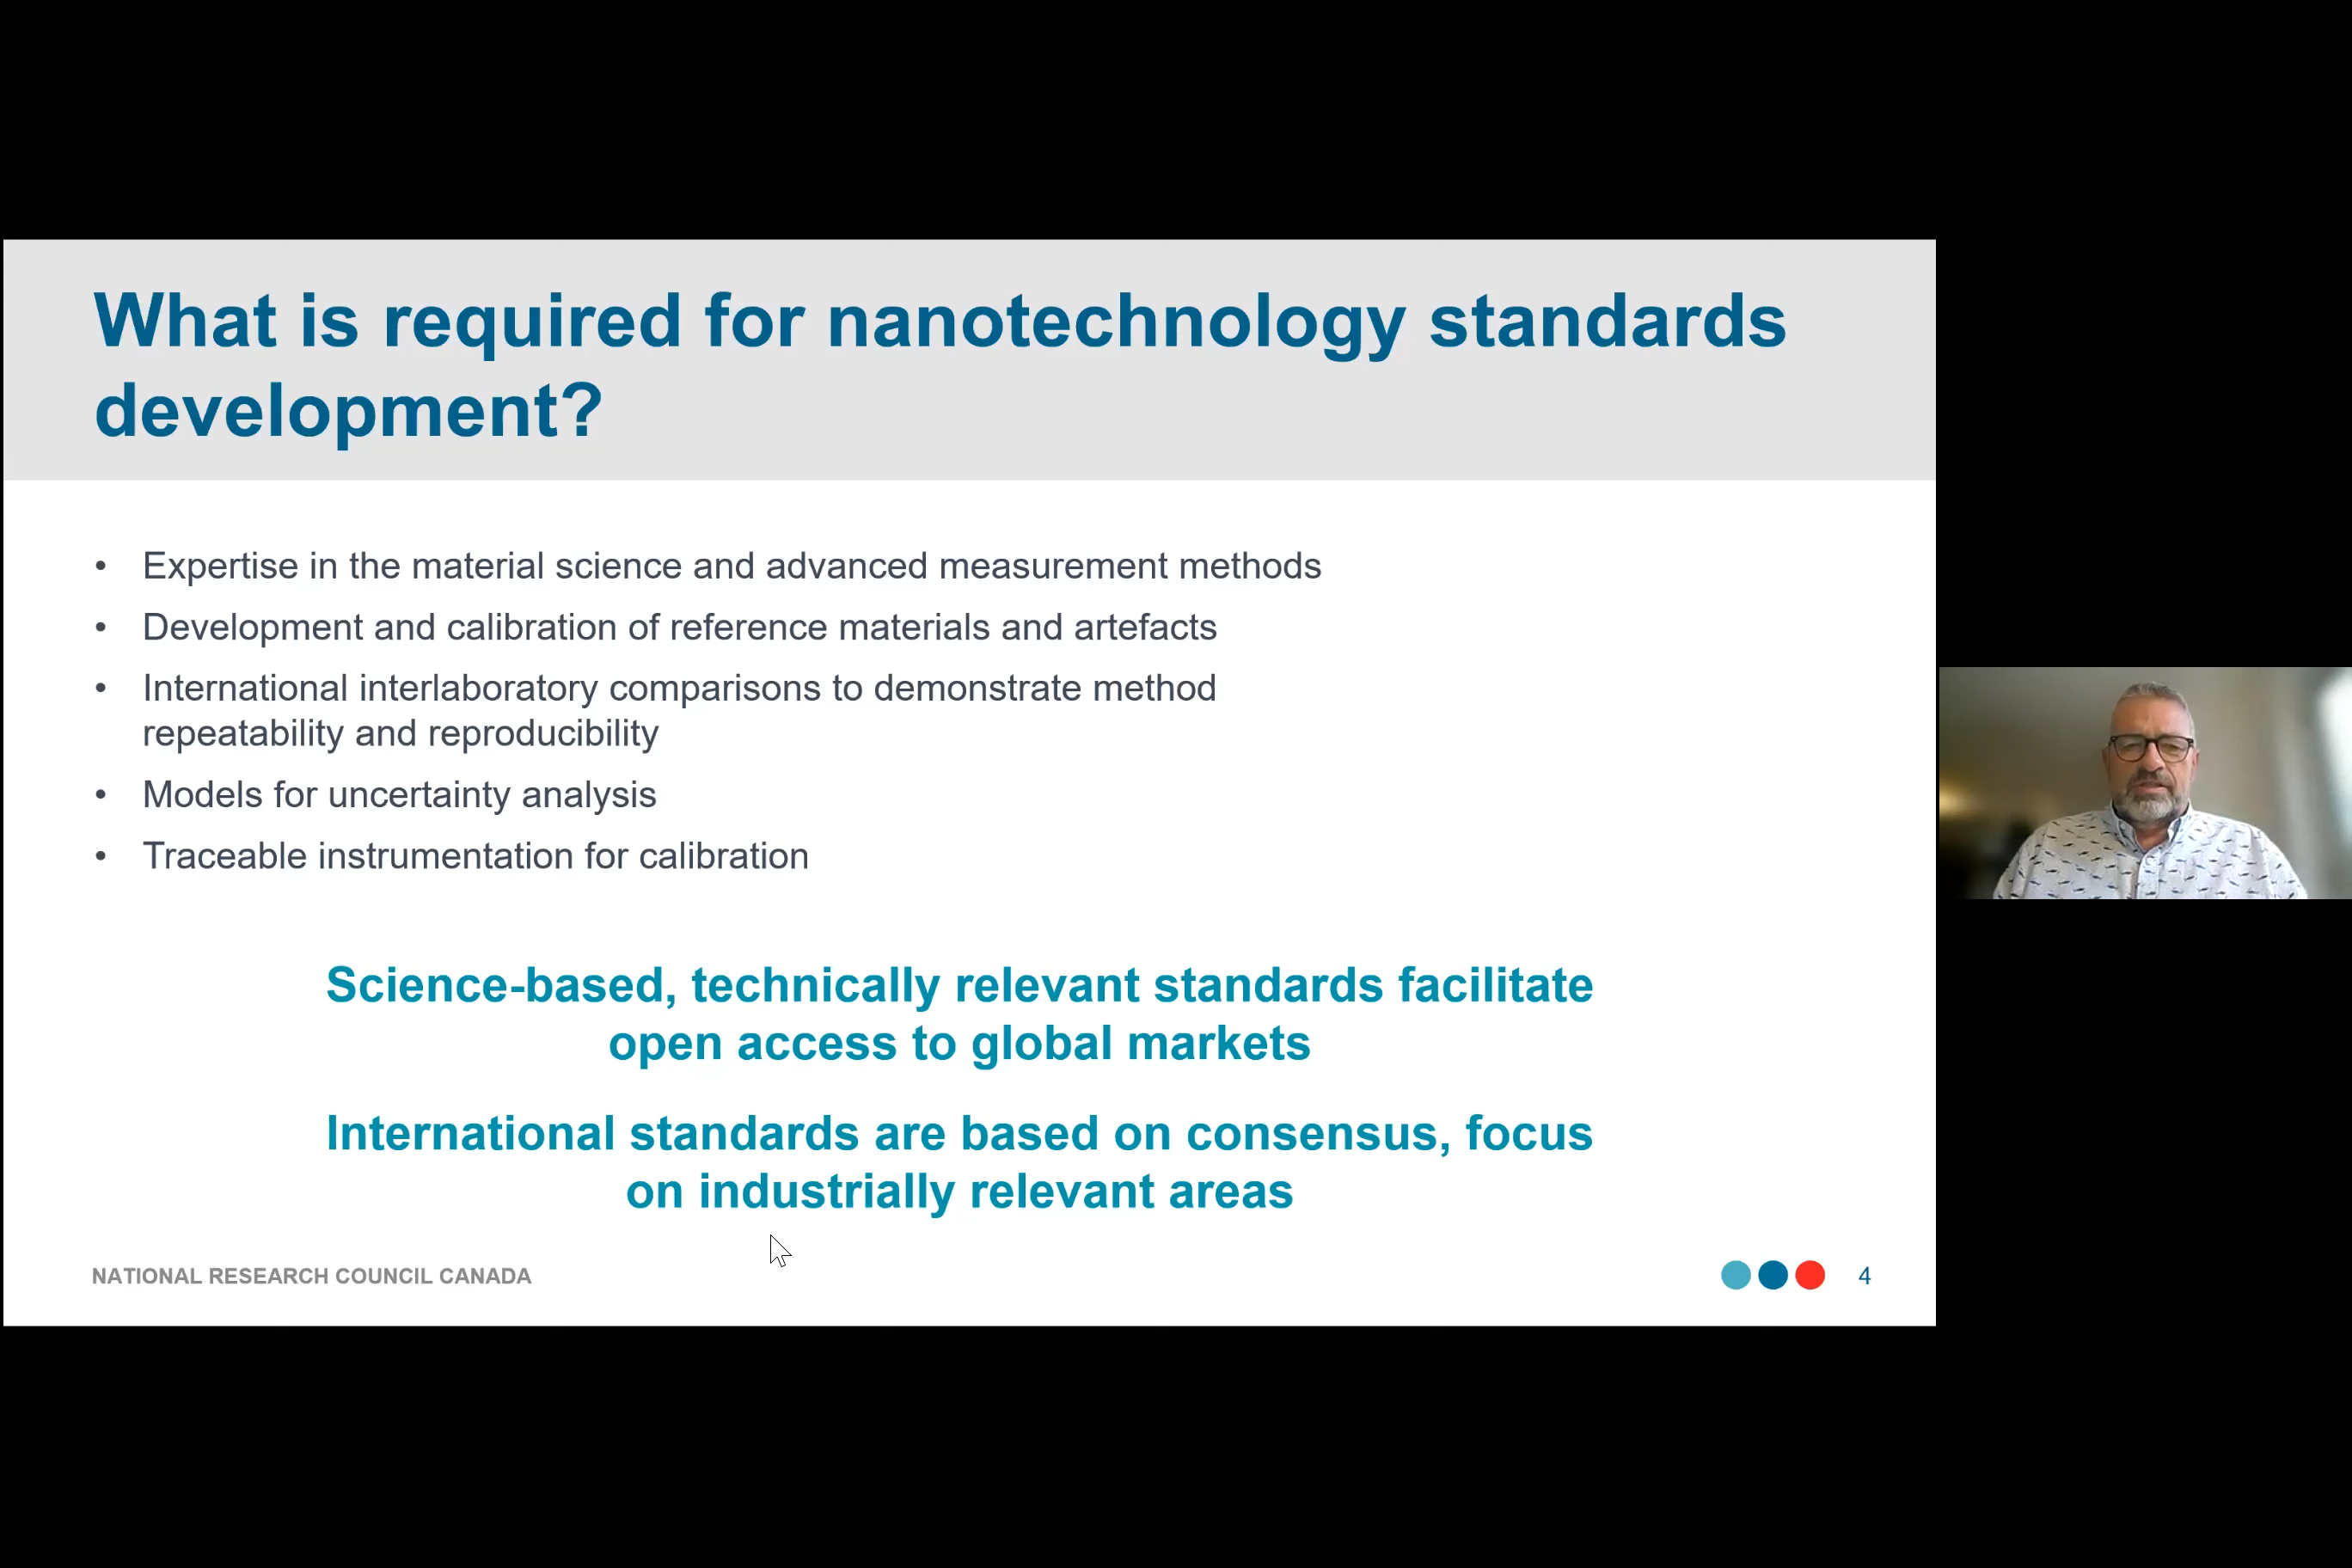 What is required for nanotechnology standards
development?
• Expertise in the material science and advanced measurement methods
• Development and calibration of reference materials and artefacts
• International interlaboratory comparisons to demonstrate method
repeatability and reproducibility
• Models for uncertainty analysis
• Traceable instrumentation for calibration
Science-based, technically relevant standards facilitate
open access to global markets
International standards are based on consensus, focus
on industrially relevant areas
NATIONAL RESEARCH COUNCIL CANADA
4